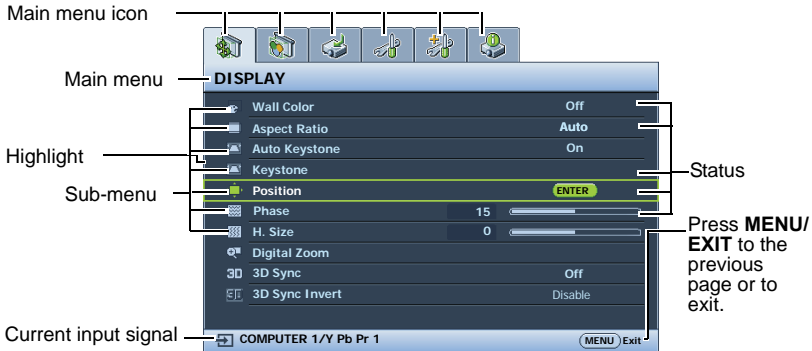 Main menu icon
Main menu
DISPLAY
Wall Color Off
Aspect Ratio Auto
Auto Keystone On
Highlight
Keystone
Status
Sub-menu
Position ENTER
Phase 15
H. Size 0
Press MENU/
EXIT to the
previous
page or to
exit.
Digital Zoom
3D 3D Sync Off
3D Sync Invert Disable
Current input signal
COMPUTER 1/Y Pb Pr 1
MENU Exit